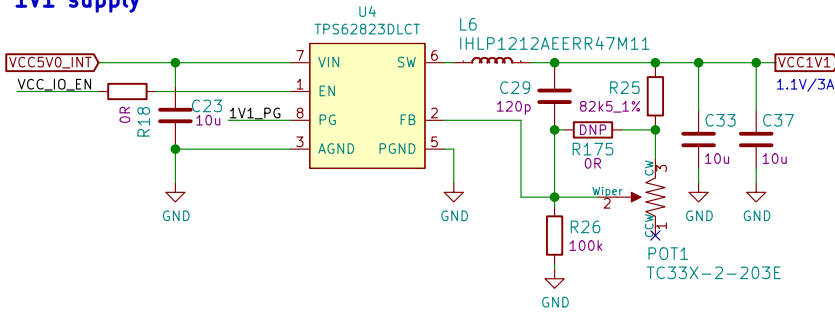 1V1 supply
U4
TPS62823DLCT
L6
IHLP1212AEERR47M11
VCC5V0_INT
7
VIN
SW
6
VCC1V1
1.1V/3A
VCC_IO_EN
0R
R18
1
EN
C23
10u
1V1_PG
8
PG
FB
2
3
AGND
PGND
5
C29
120p
R25
82k5_1%
DNP
R175
0R
C33
10u
C37
10u
GND
GND
GND
GND
Wiper
2
CW
3
CCW
1
R26
100k
POT1
TC33X-2-203E
GND